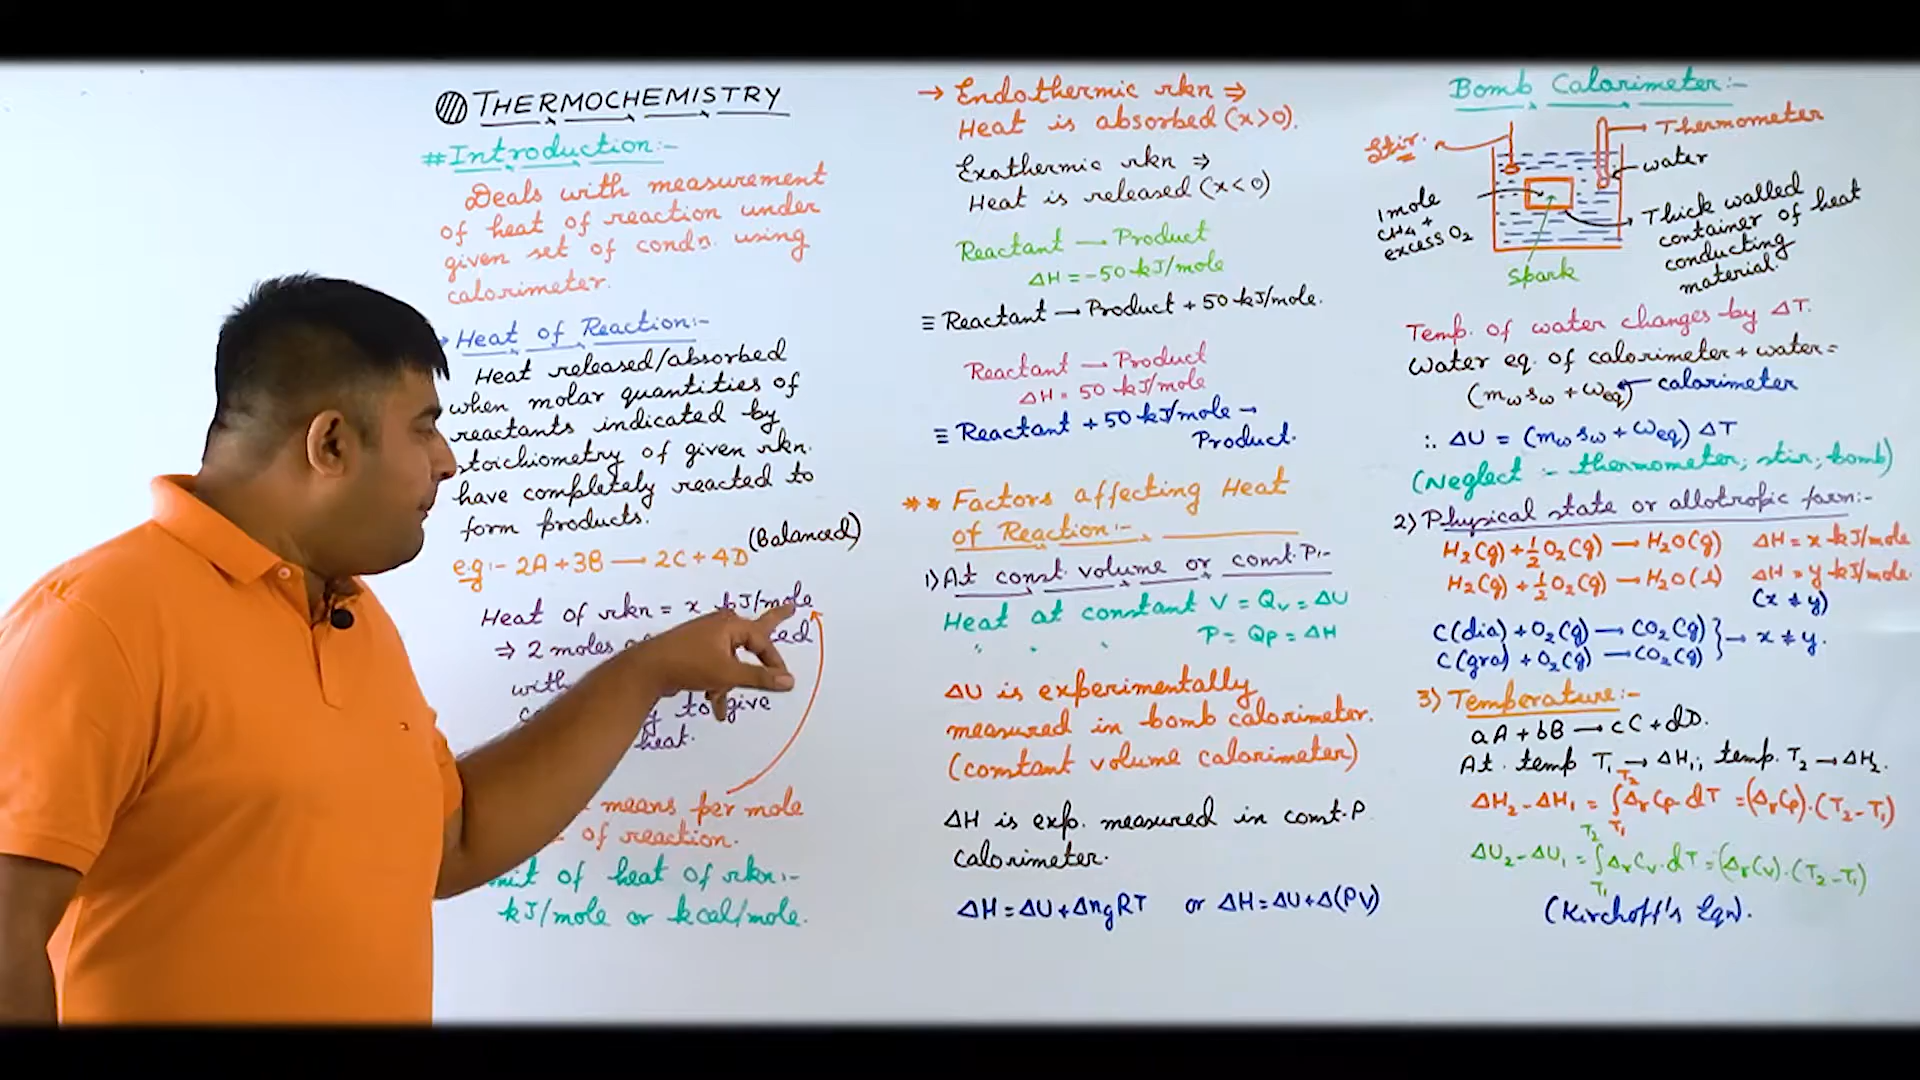 THERMOCHEMISTRY
# Introduction:-
Deals with measurement
of heat of reaction under
given set of condn. using
calorimeter.
Heat of Reaction:-
Heat released/absorbed
when molar quantities of
reactants indicated by
stoichiometry of given rkn.
have completely reacted to
form products.
(Balanced)
e.g:- 2A + 3B → 2C + 4D
Heat of rkn = x kJ/mole
⇒ 2 moles
with
to give
heat.
means per mole
of reaction.
of heat of rkn:-
kJ/mole or kcal/mole.
→ Endothermic rkn ⇒
Heat is absorbed (x>0).
Exothermic rkn ⇒
Heat is released (x<0)
Reactant → Product
ΔH = -50 kJ/mole
≡ Reactant → Product + 50 kJ/mole.
Reactant → Product
ΔH = 50 kJ/mole
≡ Reactant + 50 kJ/mole →
Product.
** Factors affecting Heat
of Reaction:-
1) At const. volume or const. P:-
Heat at constant V = Qv = ΔU
" " " P = Qp = ΔH
ΔU is experimentally
measured in bomb calorimeter.
(constant volume calorimeter)
ΔH is exp. measured in const. P
calorimeter.
ΔH = ΔU + ΔngRT or ΔH = ΔU + Δ(PV)
Bomb Calorimeter:-
Stir.
Thermometer
water
1 mole
CH4 +
excess O2
Thick walled
container of heat
conducting
material.
Spark
Temp. of water changes by ΔT.
Water eq. of calorimeter + water =
(mw sw + weq) calorimeter
∴ ΔU = (mw sw + weq) ΔT
(Neglect :- thermometer, stir, bomb)
2) Physical state or allotropic form:-
H2(g) + 1/2 O2(g) → H2O(g) ΔH = x kJ/mole
H2(g) + 1/2 O2(g) → H2O(l) ΔH = y kJ/mole.
(x ≠ y)
C(dia) + O2(g) → CO2(g)
C(gra) + O2(g) → CO2(g) } → x ≠ y.
3) Temperature:-
aA + bB → cC + dD.
At. temp T1 → ΔH1; temp. T2 → ΔH2.
ΔH2 - ΔH1 = ∫T1T2 ΔrCp.dT = (ΔrCp).(T2-T1)
ΔU2 - ΔU1 = ∫T1T2 ΔrCv.dT = (ΔrCv).(T2-T1)
(Kirchoff's Eqn).